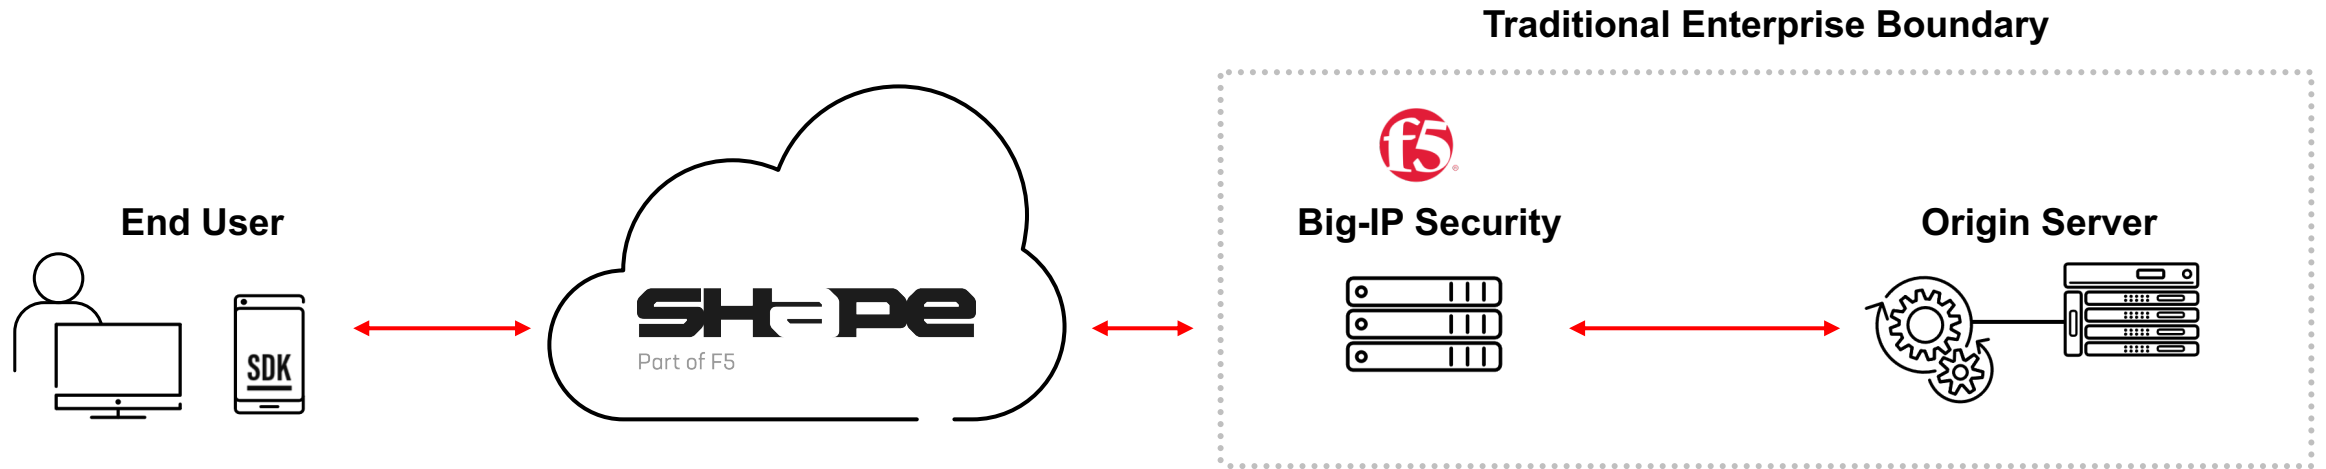 Traditional Enterprise Boundary
f5
End User
Big-IP Security
Origin Server
SHAPE
SDK
Part of F5